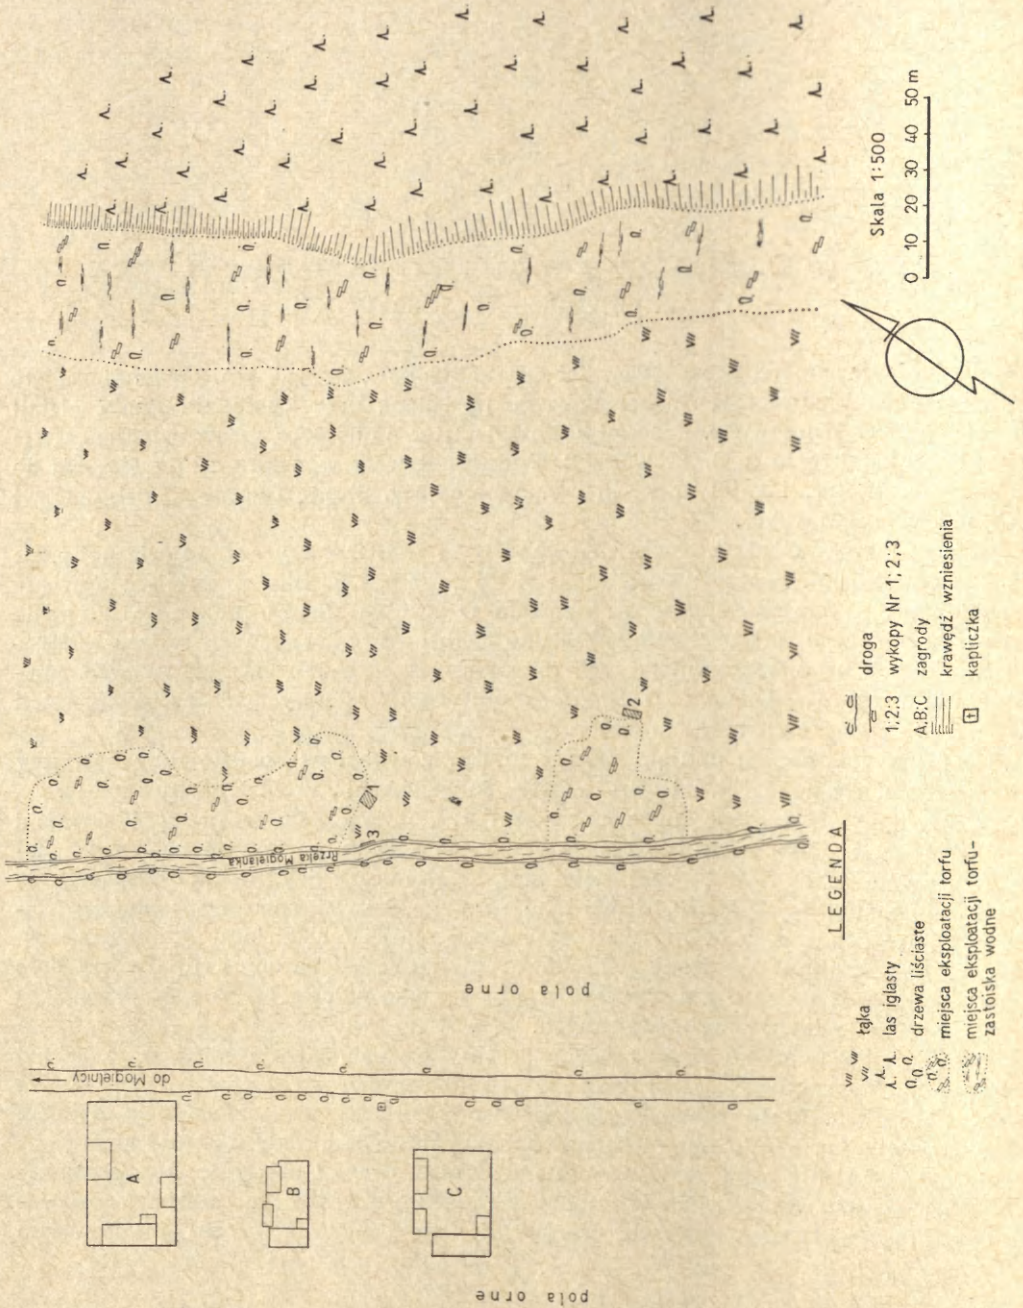 Skala 1:500
0 10 20 30 40 50 m
Rzeka Mogielanka
1
2
3
pola orne
do Mogielnicy
A
B
C
pola orne
LEGENDA
łąka
las iglasty
drzewa liściaste
miejsca eksploatacji torfu
miejsca eksploatacji torfu-
zastoiska wodne
droga
1;2;3 wykopy Nr 1; 2; 3
A;B;C zagrody
krawędź wzniesienia
kapliczka